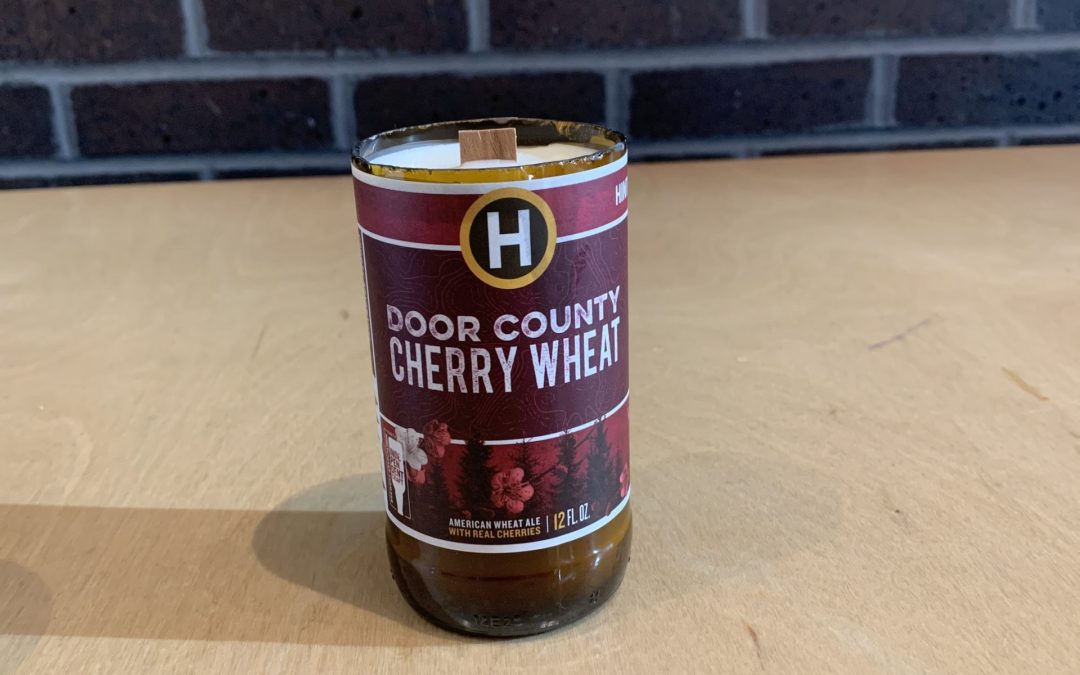 H
DOOR COUNTY
CHERRY WHEAT
AMERICAN WHEAT ALE
WITH REAL CHERRIES
12 FL. OZ.